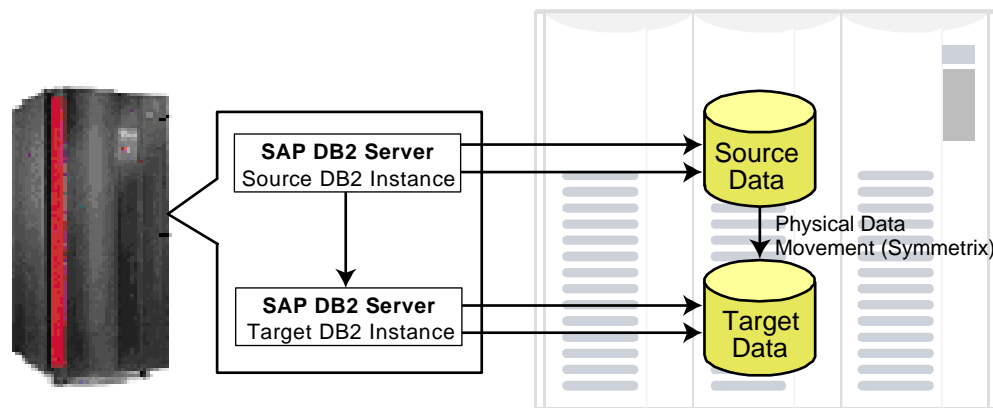 SAP DB2 Server
Source DB2 Instance
SAP DB2 Server
Target DB2 Instance
Source
Data
Physical Data
Movement (Symmetrix)
Target
Data